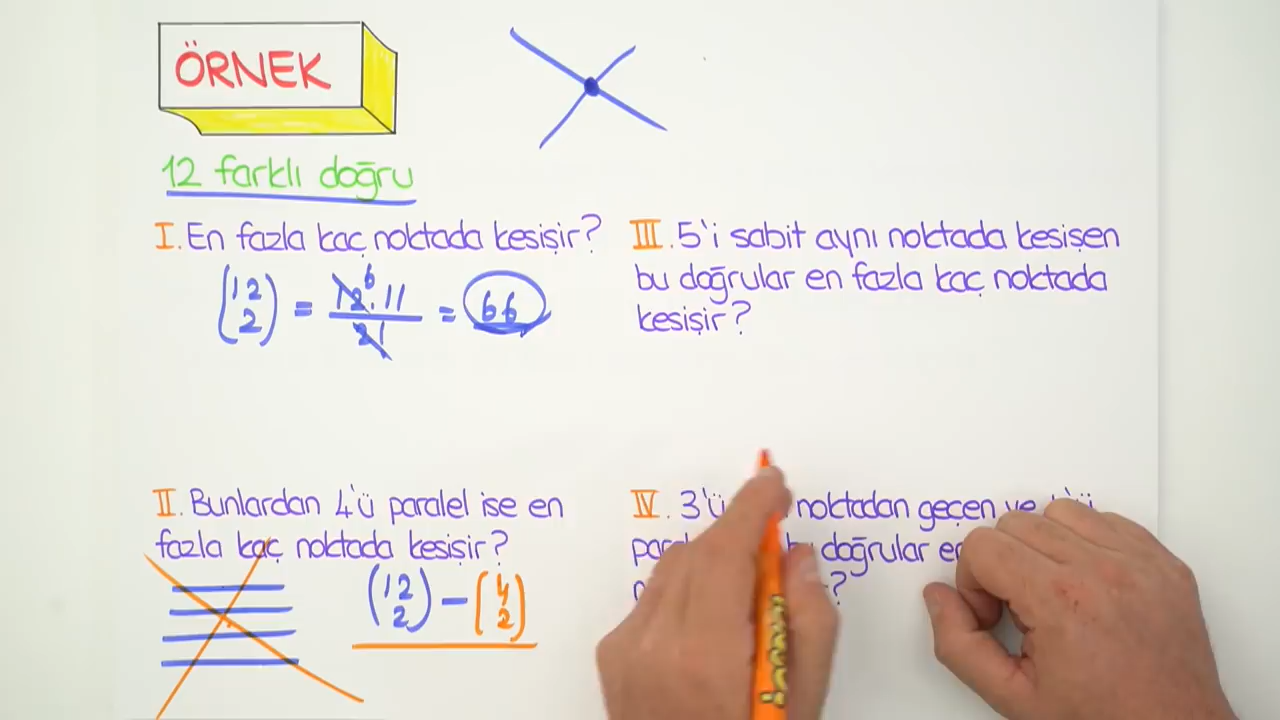 ÖRNEK
12 farklı doğru
I. En fazla kaç noktada kesişir?
(12 2) = 12.11 / 2.1 = 66
6
II. Bunlardan 4'ü paralel ise en
fazla kaç noktada kesişir?
(12 2) - (4 2)
III. 5'i sabit aynı noktada kesişen
bu doğrular en fazla kaç noktada
kesişir?
IV. 3'ü noktadan geçen
doğrular
?